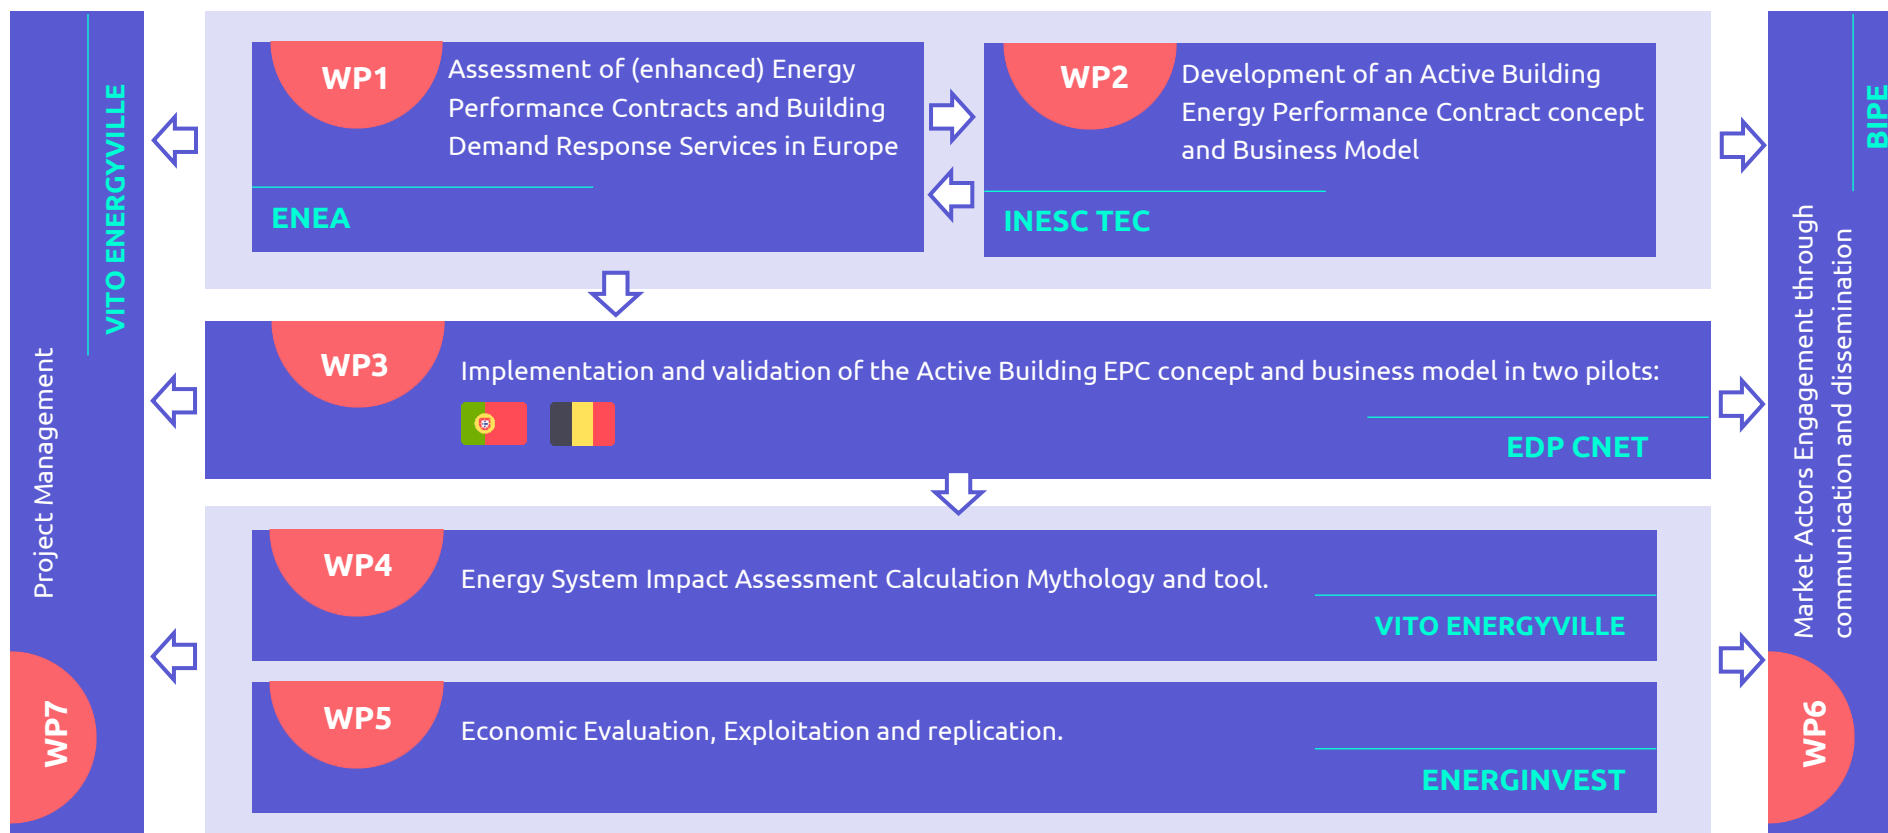 WP1
Assessment of (enhanced) Energy
Performance Contracts and Building
Demand Response Services in Europe
ENEA
WP2
Development of an Active Building
Energy Performance Contract concept
and Business Model
INESC TEC
WP3
Implementation and validation of the Active Building EPC concept and business model in two pilots:
EDP CNET
WP4
Energy System Impact Assessment Calculation Mythology and tool.
VITO ENERGYVILLE
WP5
Economic Evaluation, Exploitation and replication.
ENERGINVEST
WP7
Project Management
VITO ENERGYVILLE
WP6
Market Actors Engagement through
communication and dissemination
BIPE